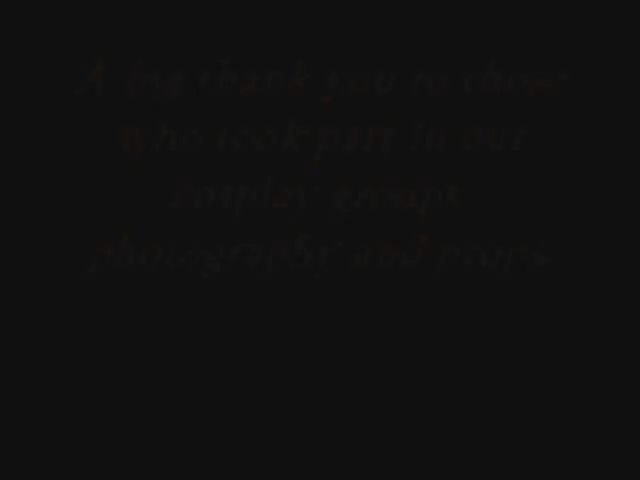 A big thank you to those
who took part in our
cosplay groups
photography and props